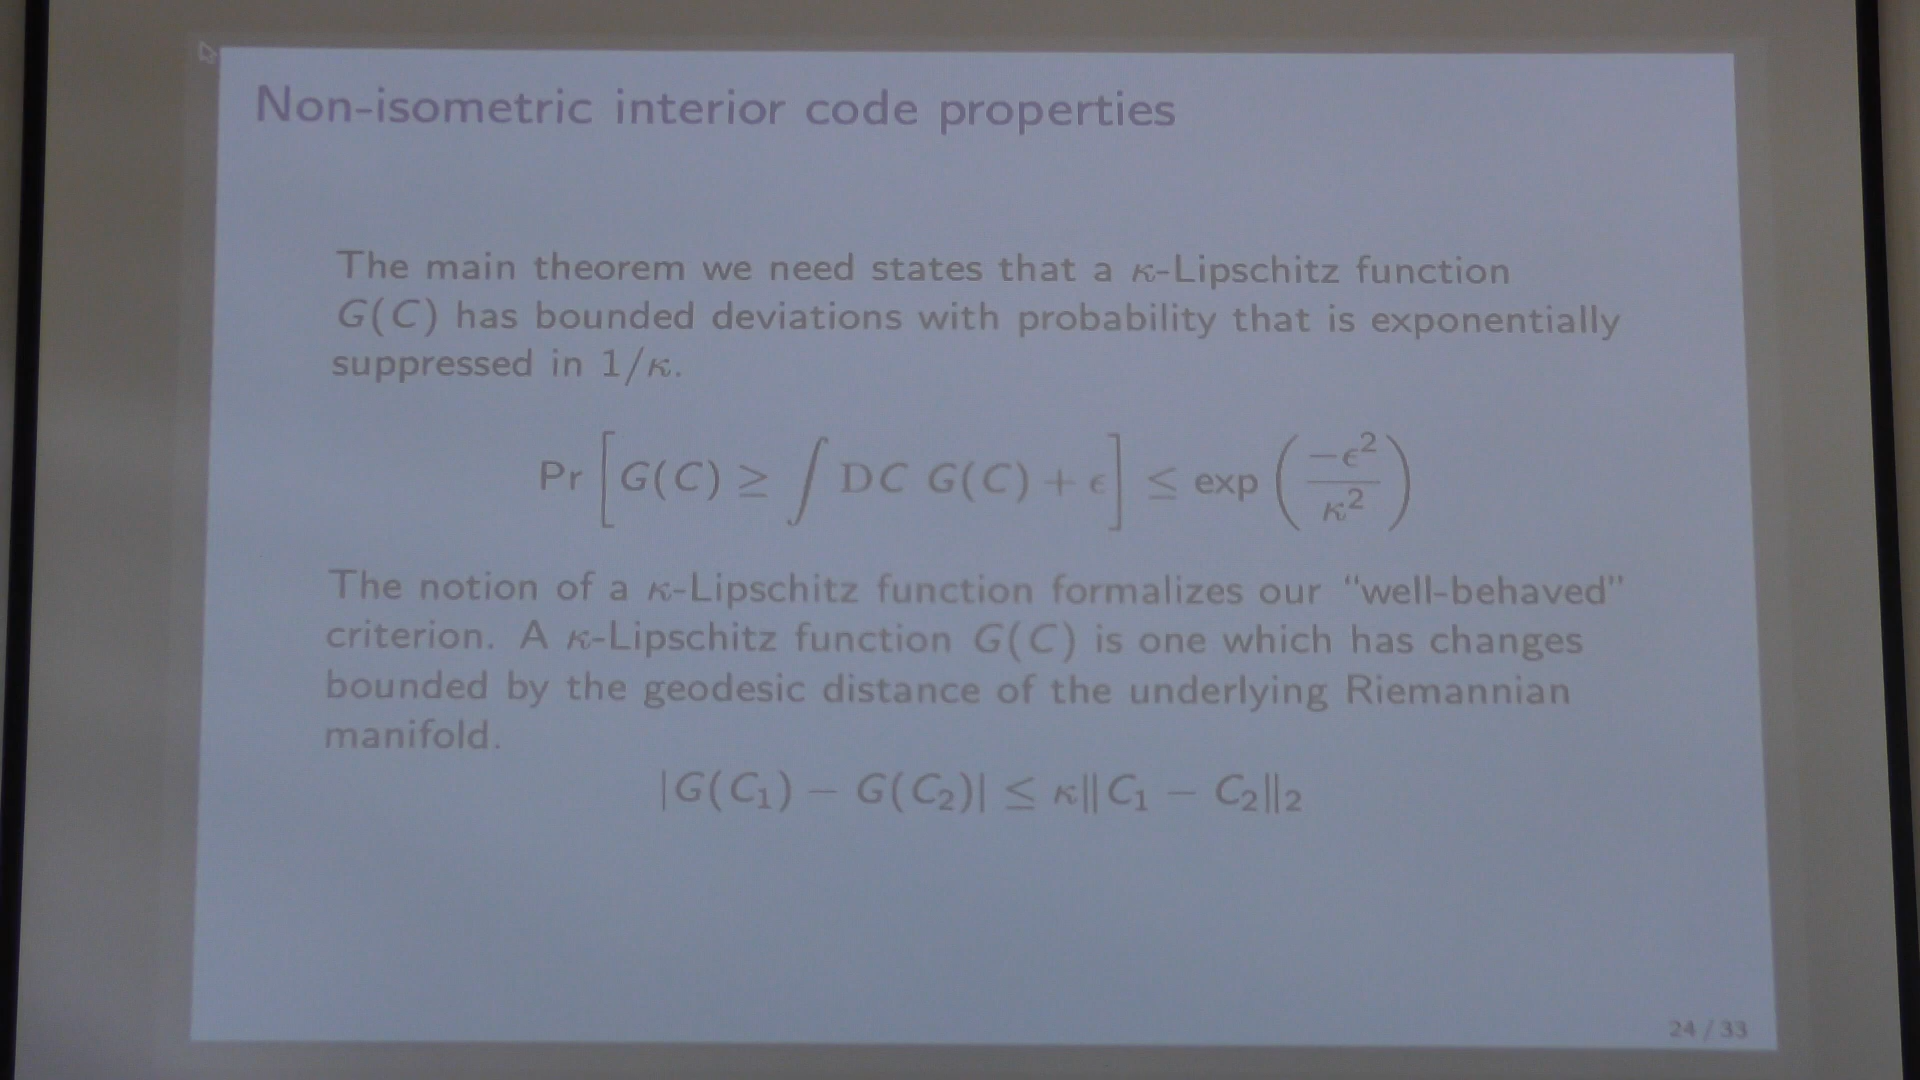 Non-isometric interior code properties
The main theorem we need states that a κ-Lipschitz function
G(C) has bounded deviations with probability that is exponentially
suppressed in 1/κ.
Pr [ G(C) ≥ ∫ DC G(C) + ϵ ] ≤ exp ( −ϵ² / κ² )
The notion of a κ-Lipschitz function formalizes our “well-behaved”
criterion. A κ-Lipschitz function G(C) is one which has changes
bounded by the geodesic distance of the underlying Riemannian
manifold.
|G(C₁) − G(C₂)| ≤ κ‖C₁ − C₂‖₂
24 / 33